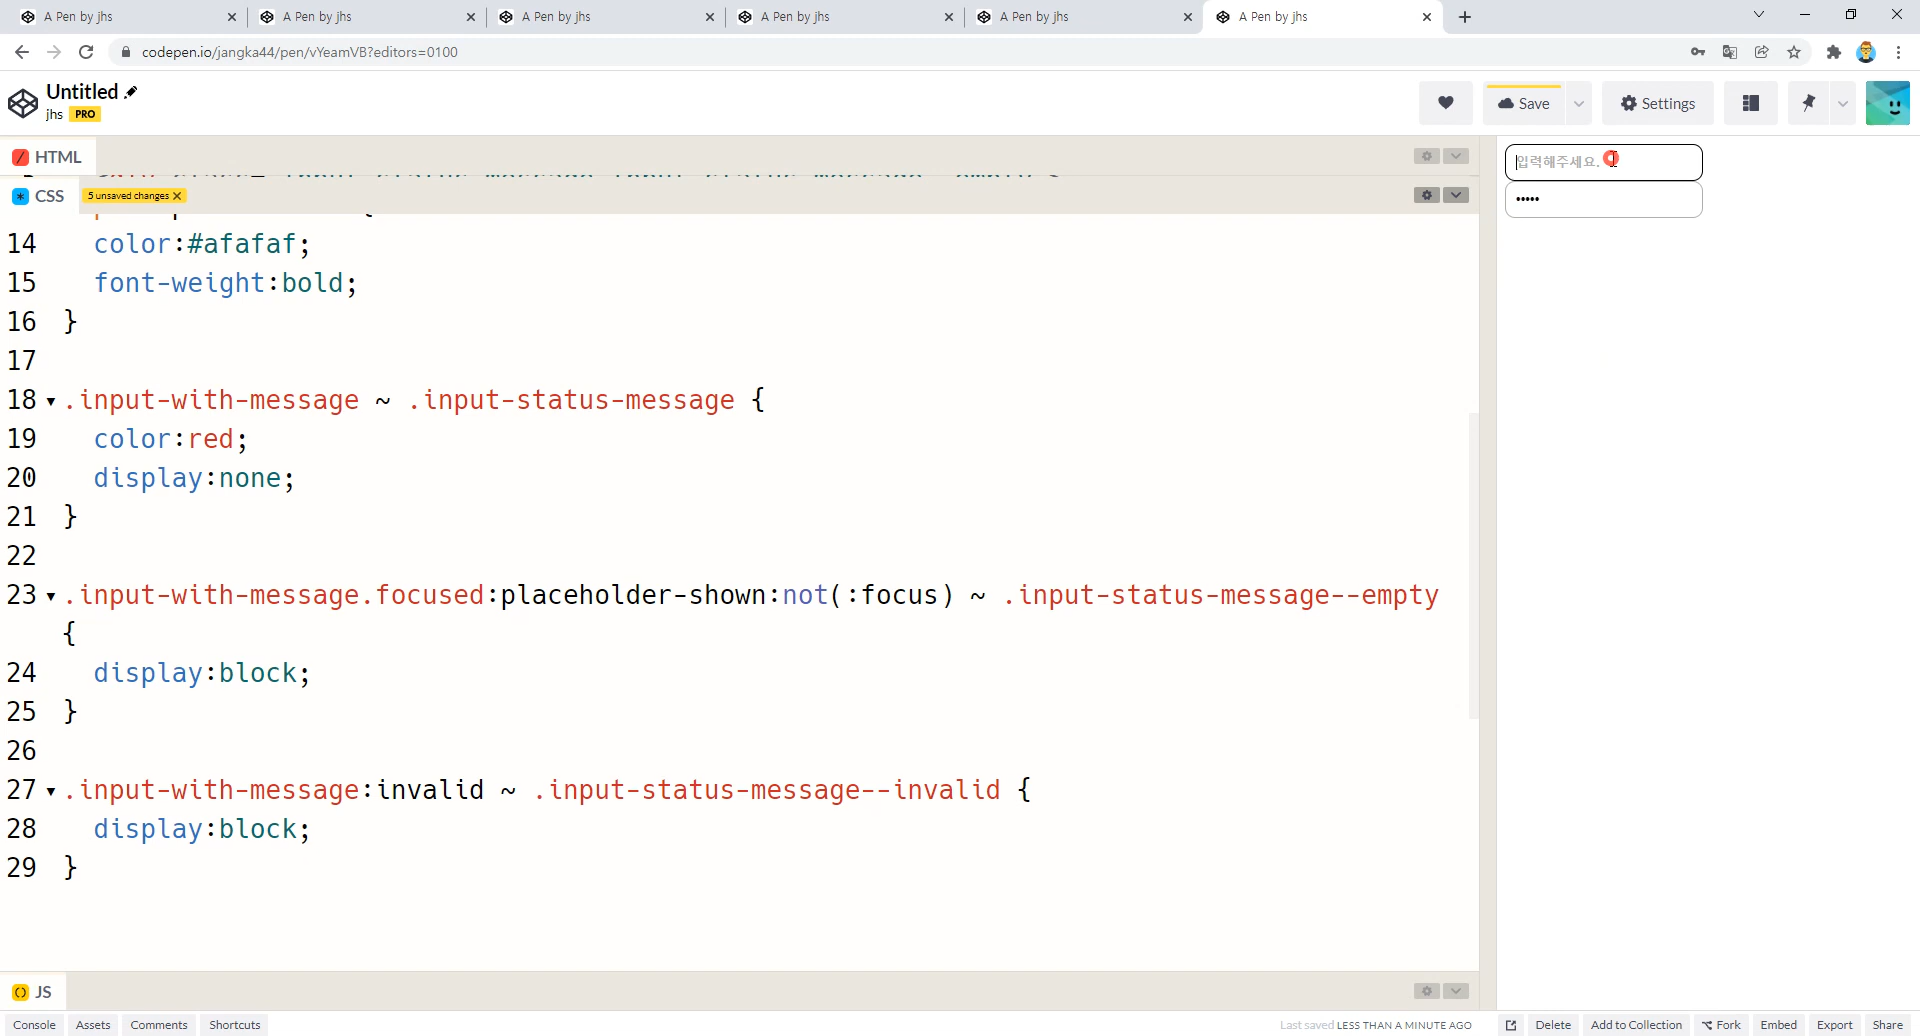 A Pen by jhs
A Pen by jhs
A Pen by jhs
A Pen by jhs
A Pen by jhs
A Pen by jhs
codepen.io/jangka44/pen/vYeamVB?editors=0100
Untitled
jhs PRO
Save
Settings
HTML
CSS
5 unsaved changes
14 color:#afafaf;
15 font-weight:bold;
16 }
17
18 .input-with-message ~ .input-status-message {
19 color:red;
20 display:none;
21 }
22
23 .input-with-message.focused:placeholder-shown:not(:focus) ~ .input-status-message--empty
{
24 display:block;
25 }
26
27 .input-with-message:invalid ~ .input-status-message--invalid {
28 display:block;
29 }
입력해주세요.
•••••
JS
Console Assets Comments Shortcuts
Last saved LESS THAN A MINUTE AGO
Delete Add to Collection Fork Embed Export Share